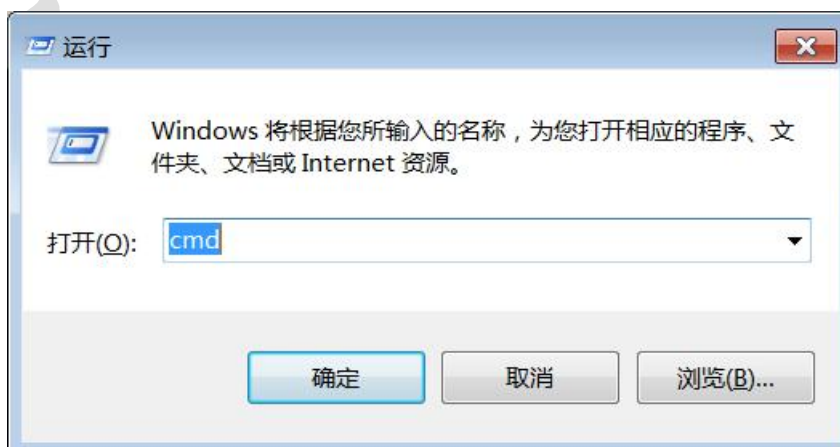 运行
Windows 将根据您所输入的名称，为您打开相应的程序、文
件夹、文档或 Internet 资源。
打开(O): cmd
确定 取消 浏览(B)...